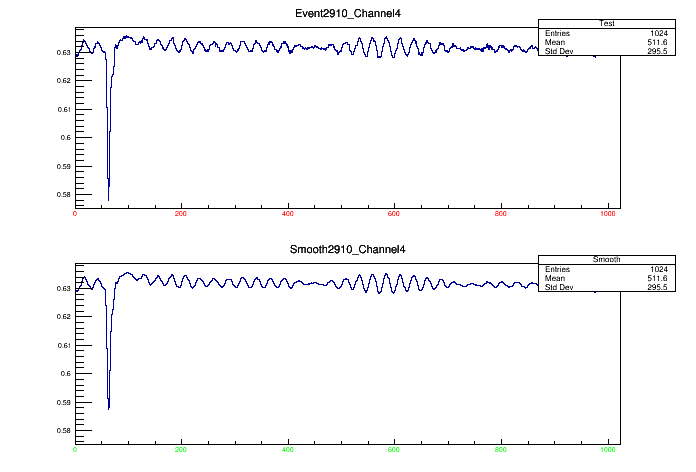 Event2910_Channel4
Test
Entries 1024
Mean 511.6
Std Dev 295.5
0.63
0.62
0.61
0.6
0.59
0.58
0 200 400 600 800 1000
Smooth2910_Channel4
Smooth
Entries 1024
Mean 511.6
Std Dev 295.5
0.63
0.62
0.61
0.6
0.59
0.58
0 200 400 600 800 1000